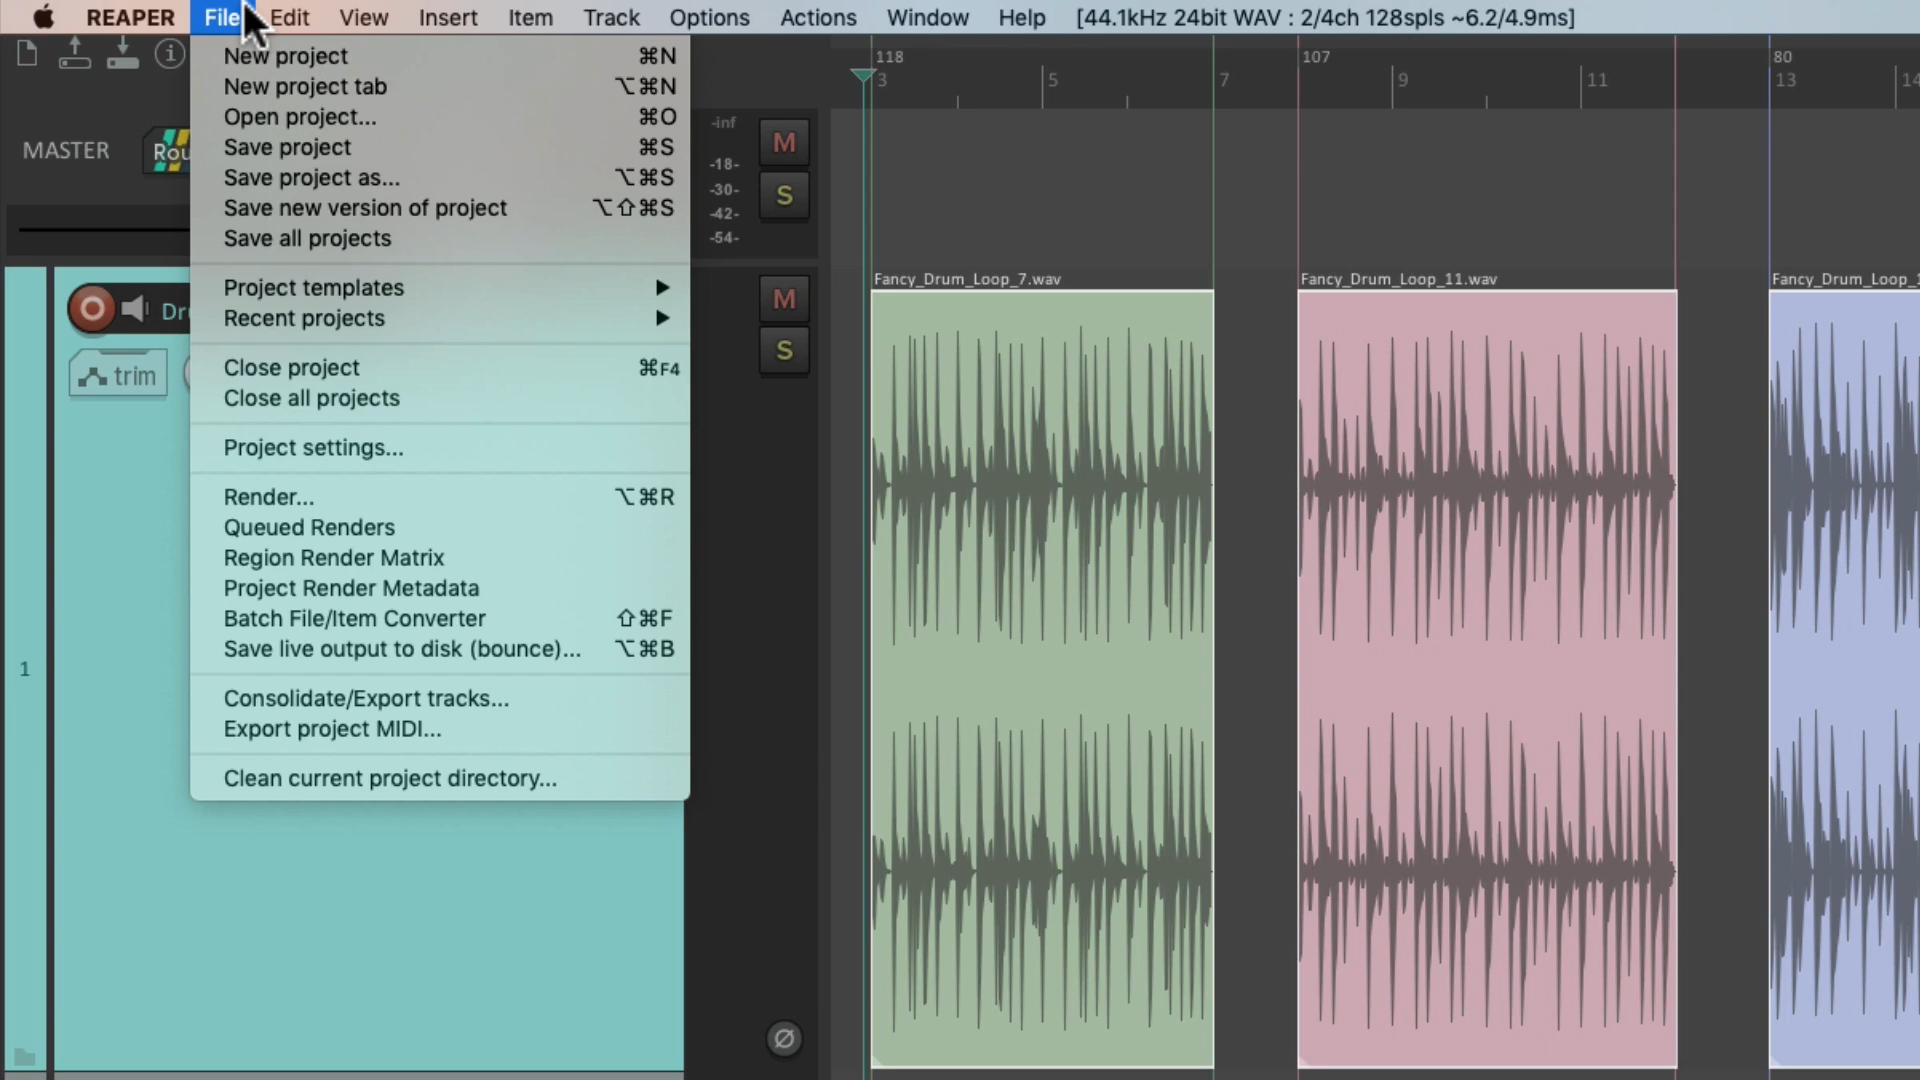 REAPER File Edit View Insert Item Track Options Actions Window Help [44.1kHz 24bit WAV : 2/4ch 128spls ~6.2/4.9ms]
New project ⌘N
New project tab ⌥⌘N
Open project... ⌘O
Save project ⌘S
Save project as... ⌥⌘S
Save new version of project ⌥⇧⌘S
Save all projects
Project templates
Recent projects
Close project ⌘F4
Close all projects
Project settings...
Render... ⌥⌘R
Queued Renders
Region Render Matrix
Project Render Metadata
Batch File/Item Converter ⇧⌘F
Save live output to disk (bounce)... ⌥⌘B
Consolidate/Export tracks...
Export project MIDI...
Clean current project directory...
MASTER
Rou
Dru
trim
1
-inf
-18-
-30-
-42-
-54-
M
S
M
S
118 107 80
3 5 7 9 11 13 14
Fancy_Drum_Loop_7.wav Fancy_Drum_Loop_11.wav Fancy_Drum_Loop_1